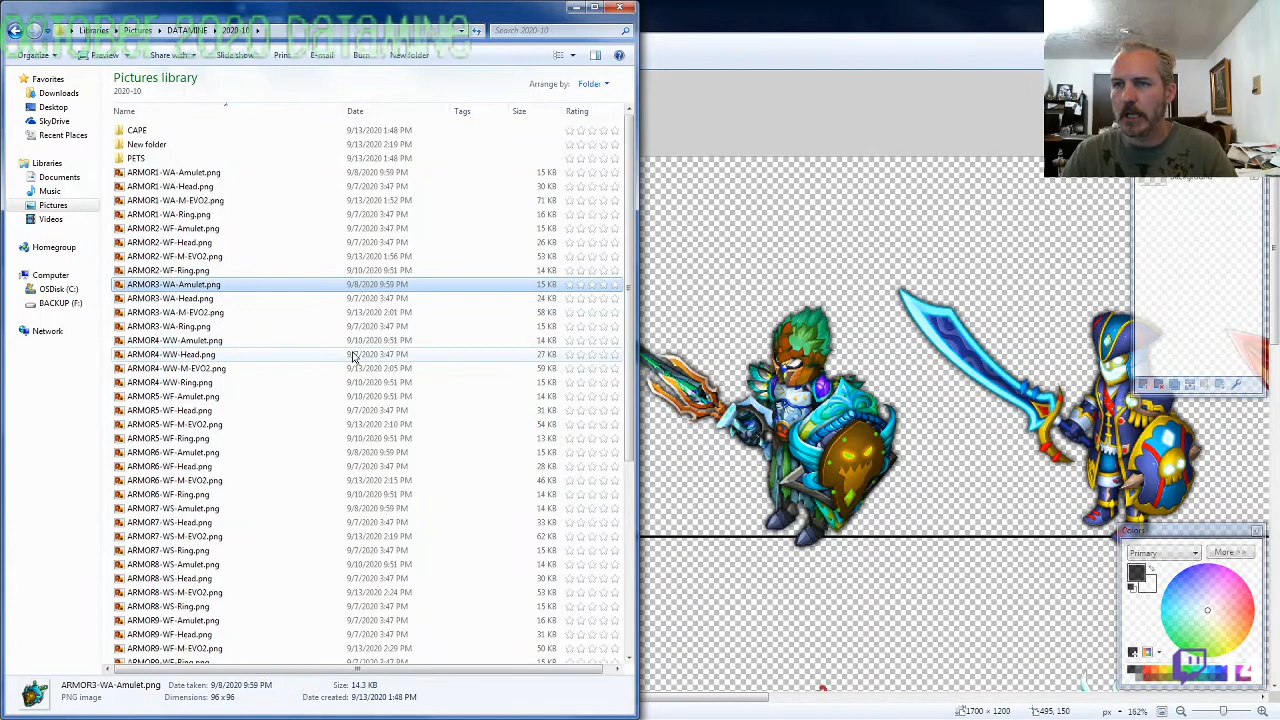 OCTOBER 2020 DATAMINO
Libraries
Pictures
DATAMINE
2020-10
Search 2020-10
Organize
Preview
Share with
Slide show
Print
E-mail
Burn
New folder
Pictures library
2020-10
Arrange by: Folder
Name Date Tags Size Rating
CAPE 9/13/2020 1:48 PM
New folder 9/13/2020 2:19 PM
PETS 9/13/2020 1:48 PM
ARMOR1-WA-Amulet.png 9/8/2020 9:59 PM 15 KB
ARMOR1-WA-Head.png 9/7/2020 3:47 PM 30 KB
ARMOR1-WA-M-EVO2.png 9/13/2020 1:52 PM 71 KB
ARMOR1-WA-Ring.png 9/7/2020 3:47 PM 16 KB
ARMOR2-WF-Amulet.png 9/7/2020 3:47 PM 15 KB
ARMOR2-WF-Head.png 9/7/2020 3:47 PM 26 KB
ARMOR2-WF-M-EVO2.png 9/13/2020 1:56 PM 53 KB
ARMOR2-WF-Ring.png 9/10/2020 9:51 PM 14 KB
ARMOR3-WA-Amulet.png 9/8/2020 9:59 PM 15 KB
ARMOR3-WA-Head.png 9/7/2020 3:47 PM 24 KB
ARMOR3-WA-M-EVO2.png 9/13/2020 2:01 PM 58 KB
ARMOR3-WA-Ring.png 9/7/2020 3:47 PM 15 KB
ARMOR4-WW-Amulet.png 9/10/2020 9:51 PM 15 KB
ARMOR4-WW-Head.png /2020 3:47 PM 27 KB
ARMOR4-WW-M-EVO2.png 9/13/2020 2:05 PM 59 KB
ARMOR4-WW-Ring.png 9/10/2020 9:51 PM 15 KB
ARMOR5-WF-Amulet.png 9/10/2020 9:51 PM 14 KB
ARMOR5-WF-Head.png 9/7/2020 3:47 PM 31 KB
ARMOR5-WF-M-EVO2.png 9/13/2020 2:10 PM 54 KB
ARMOR5-WF-Ring.png 9/10/2020 9:51 PM 13 KB
ARMOR6-WF-Amulet.png 9/8/2020 9:59 PM 15 KB
ARMOR6-WF-Head.png 9/7/2020 3:47 PM 28 KB
ARMOR6-WF-M-EVO2.png 9/13/2020 2:15 PM 46 KB
ARMOR6-WF-Ring.png 9/10/2020 9:51 PM 14 KB
ARMOR7-WS-Amulet.png 9/8/2020 9:59 PM 14 KB
ARMOR7-WS-Head.png 9/7/2020 3:47 PM 33 KB
ARMOR7-WS-M-EVO2.png 9/13/2020 2:19 PM 62 KB
ARMOR7-WS-Ring.png 9/7/2020 3:47 PM 15 KB
ARMOR8-WS-Amulet.png 9/10/2020 9:51 PM 14 KB
ARMOR8-WS-Head.png 9/7/2020 3:47 PM 30 KB
ARMOR8-WS-M-EVO2.png 9/13/2020 2:24 PM 53 KB
ARMOR8-WS-Ring.png 9/7/2020 3:47 PM 15 KB
ARMOR9-WF-Amulet.png 9/7/2020 3:47 PM 16 KB
ARMOR9-WF-Head.png 9/7/2020 3:47 PM 31 KB
ARMOR9-WF-M-EVO2.png 9/13/2020 2:29 PM 50 KB
ARMOR9-WF-Ring.png 9/7/2020 3:47 PM 15 KB
Favorites
Downloads
Desktop
SkyDrive
Recent Places
Libraries
Documents
Music
Pictures
Videos
Homegroup
Computer
OSDisk (C:)
BACKUP (F:)
Network
ARMOR3-WA-Amulet.png Date taken: 9/8/2020 9:59 PM Size: 14.3 KB
PNG image Dimensions: 96 x 96 Date created: 9/13/2020 1:48 PM
Background
Colors
Primary
More >>
1700 × 1200
495, 150
px
162%